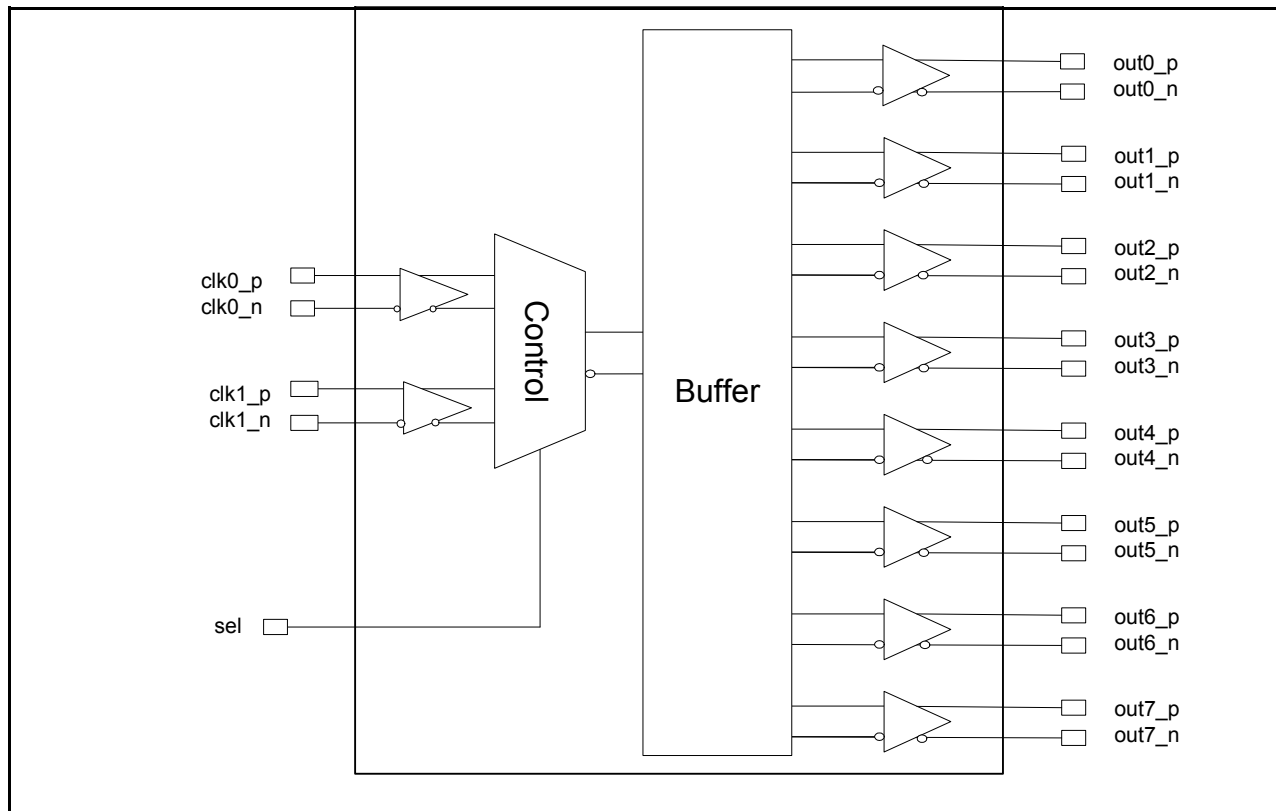 clk0_p
clk0_n
clk1_p
clk1_n
sel
Control
Buffer
out0_p
out0_n
out1_p
out1_n
out2_p
out2_n
out3_p
out3_n
out4_p
out4_n
out5_p
out5_n
out6_p
out6_n
out7_p
out7_n